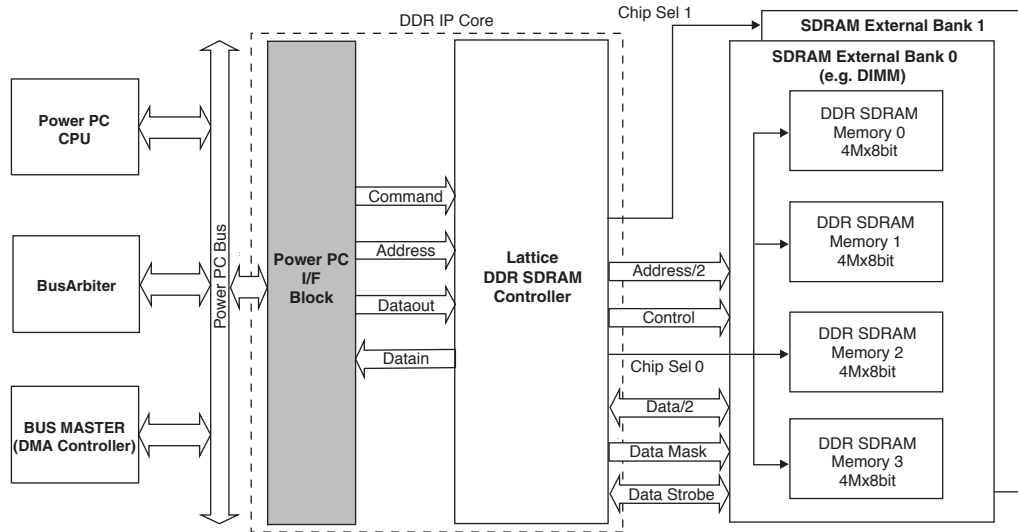 DDR IP Core
Chip Sel 1
SDRAM External Bank 1
SDRAM External Bank 0
(e.g. DIMM)
Power PC
CPU
BusArbiter
BUS MASTER
(DMA Controller)
Power PC Bus
Power PC
I/F
Block
Command
Address
Dataout
Datain
Lattice
DDR SDRAM
Controller
Address/2
Control
Chip Sel 0
Data/2
Data Mask
Data Strobe
DDR SDRAM
Memory 0
4Mx8bit
DDR SDRAM
Memory 1
4Mx8bit
DDR SDRAM
Memory 2
4Mx8bit
DDR SDRAM
Memory 3
4Mx8bit